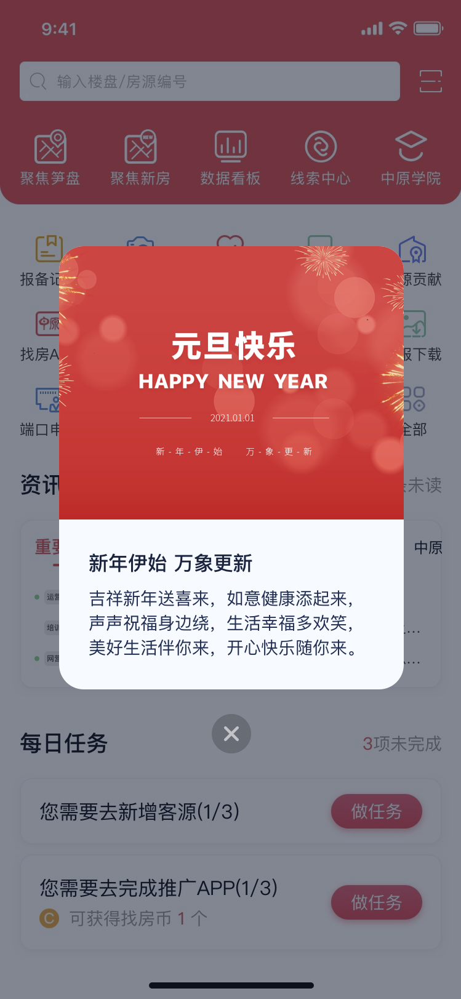 9:41
输入楼盘/房源编号
NEW
聚焦笋盘 聚焦新房 数据看板 线索中心 中原学院
报备 源贡献
中原
找房A 下载
端口 全部
元旦快乐
HAPPY NEW YEAR
2021.01.01
新-年-伊-始 万-象-更-新
资讯 未读
重要 中原
运营
培训
网营
新年伊始 万象更新
吉祥新年送喜来，如意健康添起来，
声声祝福身边绕，生活幸福多欢笑，
美好生活伴你来，开心快乐随你来。
每日任务 3项未完成
您需要去新增客源(1/3) 做任务
您需要去完成推广APP(1/3) 做任务
C 可获得找房币 1 个